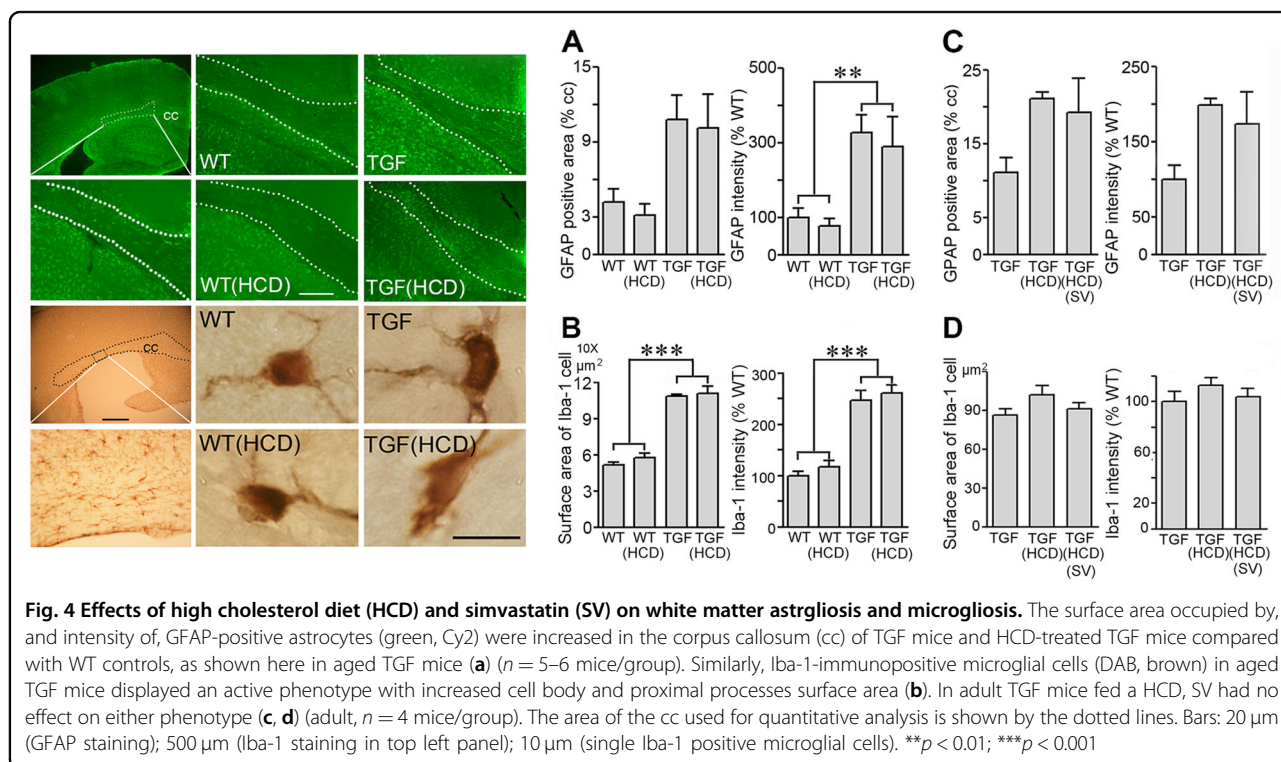 cc
WT
TGF
WT(HCD)
TGF(HCD)
cc
WT
TGF
WT(HCD)
TGF(HCD)
A
GFAP positive area (% cc)
15
9
3
0
WT
WT
(HCD)
TGF
TGF
(HCD)
GFAP intensity (% WT)
500
300
100
0
**
WT
WT
(HCD)
TGF
TGF
(HCD)
C
GPAP positive area (% cc)
25
15
5
0
TGF
TGF
(HCD)
TGF
(HCD)
(SV)
GFAP intensity (% WT)
250
150
50
0
TGF
TGF
(HCD)
TGF
(HCD)
(SV)
B
Surface area of Iba-1 cell
10X
µm2
12
9
6
3
0
***
WT
WT
(HCD)
TGF
TGF
(HCD)
Iba-1 intensity (% WT)
300
250
200
150
100
50
0
***
WT
WT
(HCD)
TGF
TGF
(HCD)
D
Surface area of Iba-1 cell
µm2
150
120
90
60
30
0
TGF
TGF
(HCD)
TGF
(HCD)
(SV)
Iba-1 intensity (% WT)
100
80
60
40
20
0
TGF
TGF
(HCD)
TGF
(HCD)
(SV)
Fig. 4 Effects of high cholesterol diet (HCD) and simvastatin (SV) on white matter astrgliosis and microgliosis. The surface area occupied by,
and intensity of, GFAP-positive astrocytes (green, Cy2) were increased in the corpus callosum (cc) of TGF mice and HCD-treated TGF mice compared
with WT controls, as shown here in aged TGF mice (a) (n = 5–6 mice/group). Similarly, Iba-1-immunopositive microglial cells (DAB, brown) in aged
TGF mice displayed an active phenotype with increased cell body and proximal processes surface area (b). In adult TGF mice fed a HCD, SV had no
effect on either phenotype (c, d) (adult, n = 4 mice/group). The area of the cc used for quantitative analysis is shown by the dotted lines. Bars: 20 µm
(GFAP staining); 500 µm (Iba-1 staining in top left panel); 10 µm (single Iba-1 positive microglial cells). **p < 0.01; ***p < 0.001